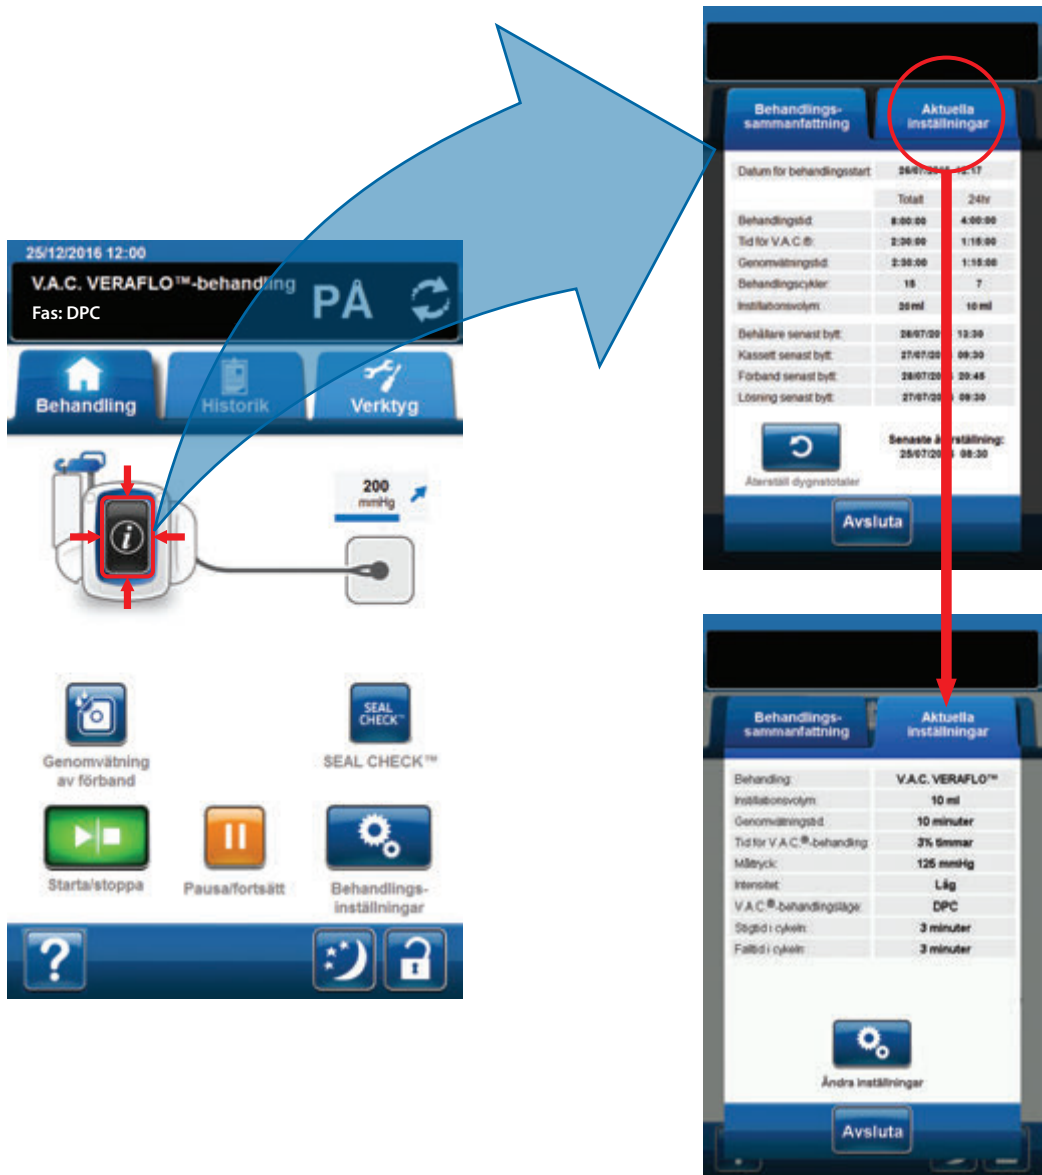 25/12/2016 12:00
V.A.C. VERAFLO™-behandling
Fas: DPC
PÅ
Behandling
Historik
Verktyg
200
mmHg
Genomvätning
av förband
SEAL
CHECK™
SEAL CHECK™
Starta/stoppa
Pausa/fortsätt
Behandlings-
inställningar
?
Behandlings-
sammanfattning
Aktuella
inställningar
Datum för behandlingsstart:
Totalt 24hr
Behandlingstid: 8:00:00 4:00:00
Tid för V.A.C.®: 2:30:00 1:15:00
Genomvätningstid: 2:30:00 1:15:00
Behandlingscykler: 15 7
Instillationsvolym: ml 10 ml
Behållare senast bytt: 13:30
Kassett senast bytt: 09:30
Förband senast bytt: 20:45
Lösning senast bytt: 09:30
Återställ dygnstotaler
Senaste återställning:
08:30
Avsluta
Behandlings-
sammanfattning
Aktuella
inställningar
Behandling: V.A.C. VERAFLO™
Instillationsvolym: 10 ml
Genomvätningstid: 10 minuter
Tid för V.A.C.®-behandling: timmar
Måltryck: 125 mmHg
Intensitet: Låg
V.A.C.®-behandlingsläge: DPC
Stigtid i cykeln: 3 minuter
Falltid i cykeln: 3 minuter
Ändra inställningar
Avsluta